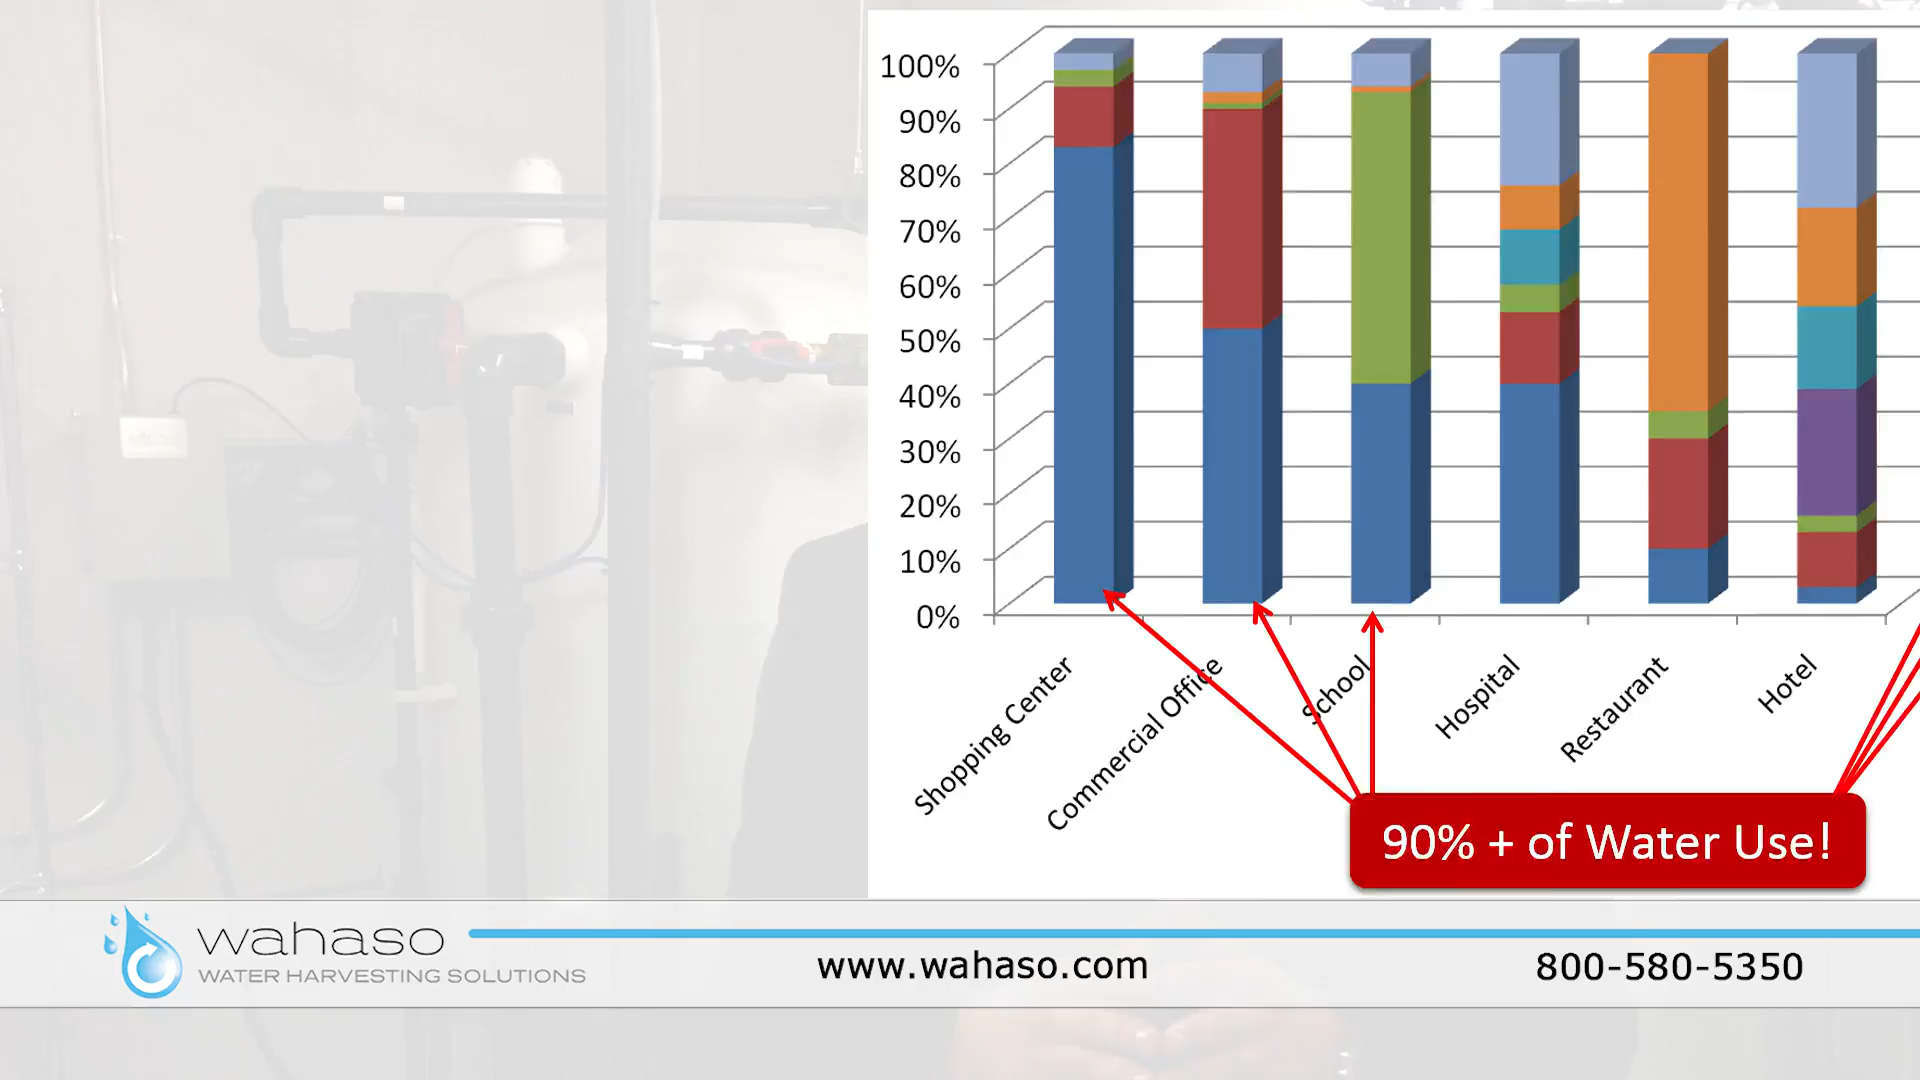 100%
90%
80%
70%
60%
50%
40%
30%
20%
10%
0%
Shopping Center
Commercial Office
School
Hospital
Restaurant
Hotel
90% + of Water Use!
wahaso
WATER HARVESTING SOLUTIONS
www.wahaso.com
800-580-5350